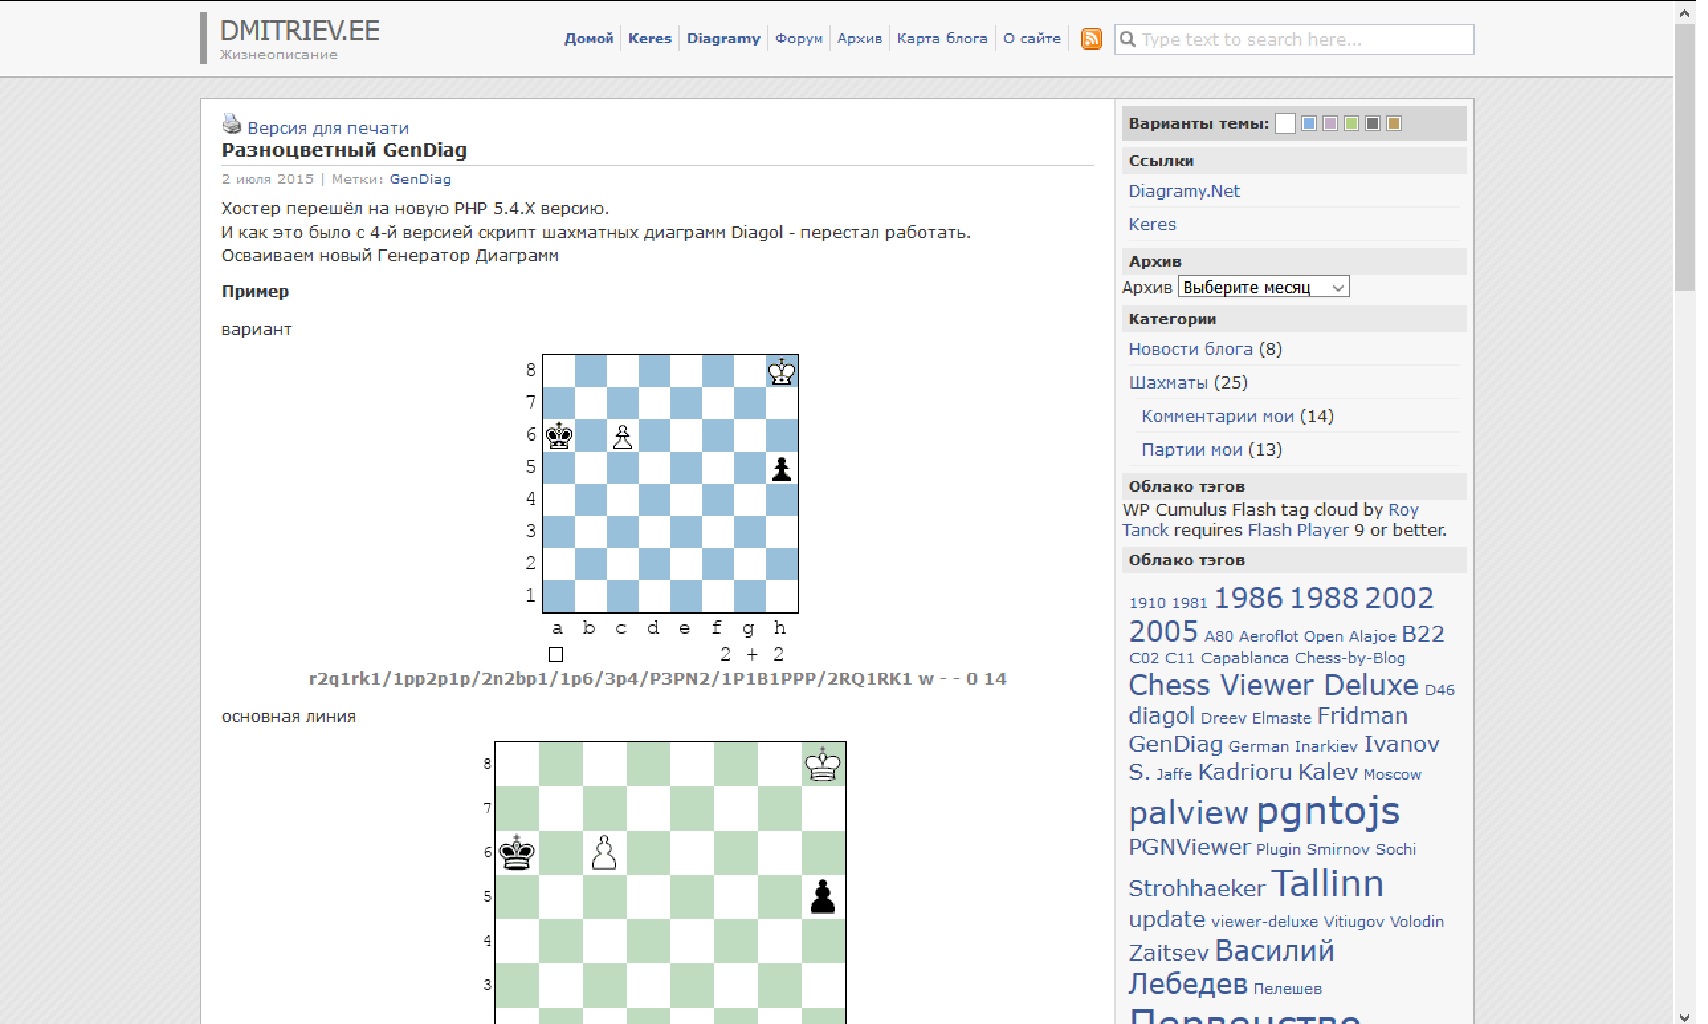 DMITRIEV.EE
Жизнеописание
Домой Keres Diagramy Форум Архив Карта блога О сайте
Type text to search here...
Версия для печати
Разноцветный GenDiag
2 июля 2015 | Метки: GenDiag
Хостер перешёл на новую PHP 5.4.X версию.
И как это было с 4-й версией скрипт шахматных диаграмм Diagol - перестал работать.
Осваиваем новый Генератор Диаграмм
Пример
вариант
8
7
6
5
4
3
2
1
a b c d e f g h
2 + 2
r2q1rk1/1pp2p1p/2n2bp1/1p6/3p4/P3PN2/1P1B1PPP/2RQ1RK1 w - - 0 14
основная линия
8
7
6
5
4
3
Варианты темы:
Ссылки
Diagramy.Net
Keres
Архив
Архив Выберите месяц
Категории
Новости блога (8)
Шахматы (25)
Комментарии мои (14)
Партии мои (13)
Облако тэгов
WP Cumulus Flash tag cloud by Roy
Tanck requires Flash Player 9 or better.
Облако тэгов
1910 1981 1986 1988 2002
2005 A80 Aeroflot Open Alajoe B22
C02 C11 Capablanca Chess-by-Blog
Chess Viewer Deluxe D46
diagol Dreev Elmaste Fridman
GenDiag German Inarkiev Ivanov
S. Jaffe Kadrioru Kalev Moscow
palview pgntojs
PGNViewer Plugin Smirnov Sochi
Strohhaeker Tallinn
update viewer-deluxe Vitiugov Volodin
Zaitsev Василий
Лебедев Пелешев
Первенство